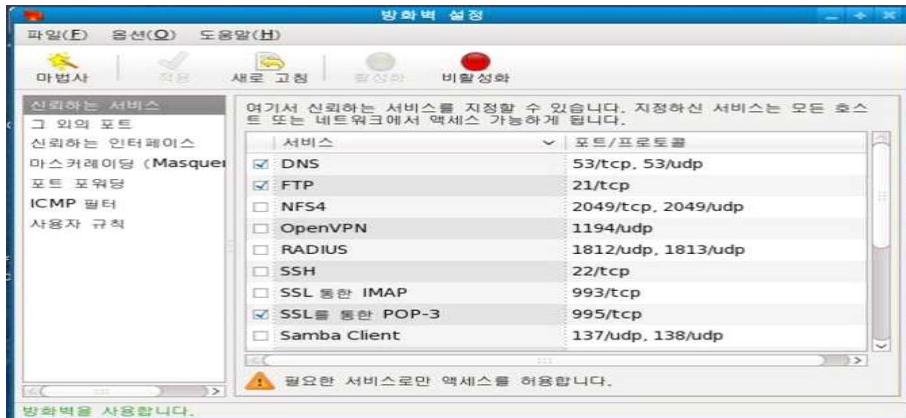 방화벽 설정
파일(F) 옵션(O) 도움말(H)
마법사 적용 새로 고침 활성화 비활성화
신뢰하는 서비스
그 외의 포트
신뢰하는 인터페이스
마스커레이딩 (Masquer
포트 포워딩
ICMP 필터
사용자 규칙
여기서 신뢰하는 서비스를 지정할 수 있습니다. 지정하신 서비스는 모든 호스
트 또는 네트워크에서 액세스 가능하게 됩니다.
서비스 포트/프로토콜
DNS 53/tcp, 53/udp
FTP 21/tcp
NFS4 2049/tcp, 2049/udp
OpenVPN 1194/udp
RADIUS 1812/udp, 1813/udp
SSH 22/tcp
SSL 통한 IMAP 993/tcp
SSL를 통한 POP-3 995/tcp
Samba Client 137/udp, 138/udp
필요한 서비스로만 액세스를 허용합니다.
방화벽을 사용합니다.